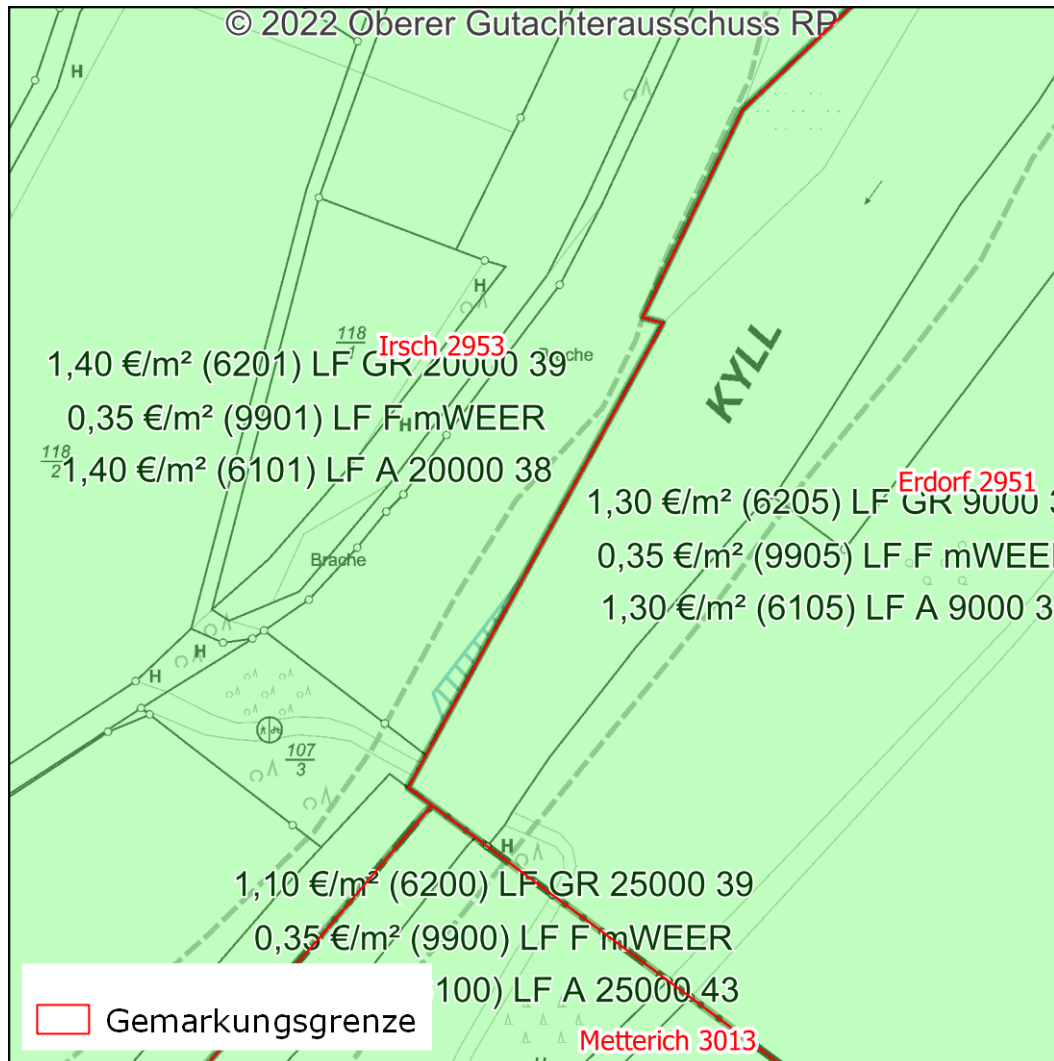 © 2022 Oberer Gutachterausschuss RP
H
H
118
1
Irsch 2953
1,40 €/m² (6201) LF GR 20000 39
KYLL
0,35 €/m² (9901) LF F mWEER
H
118
2
1,40 €/m² (6101) LF A 20000 38
Erdorf 2951
1,30 €/m² (6205) LF GR 9000
0,35 €/m² (9905) LF F mWEE
1,30 €/m² (6105) LF A 9000
Brache
H
H
107
3
H
1,10 €/m² (6200) LF GR 25000 39
0,35 €/m² (9900) LF F mWEER
100) LF A 25000 43
Gemarkungsgrenze
Metterich 3013